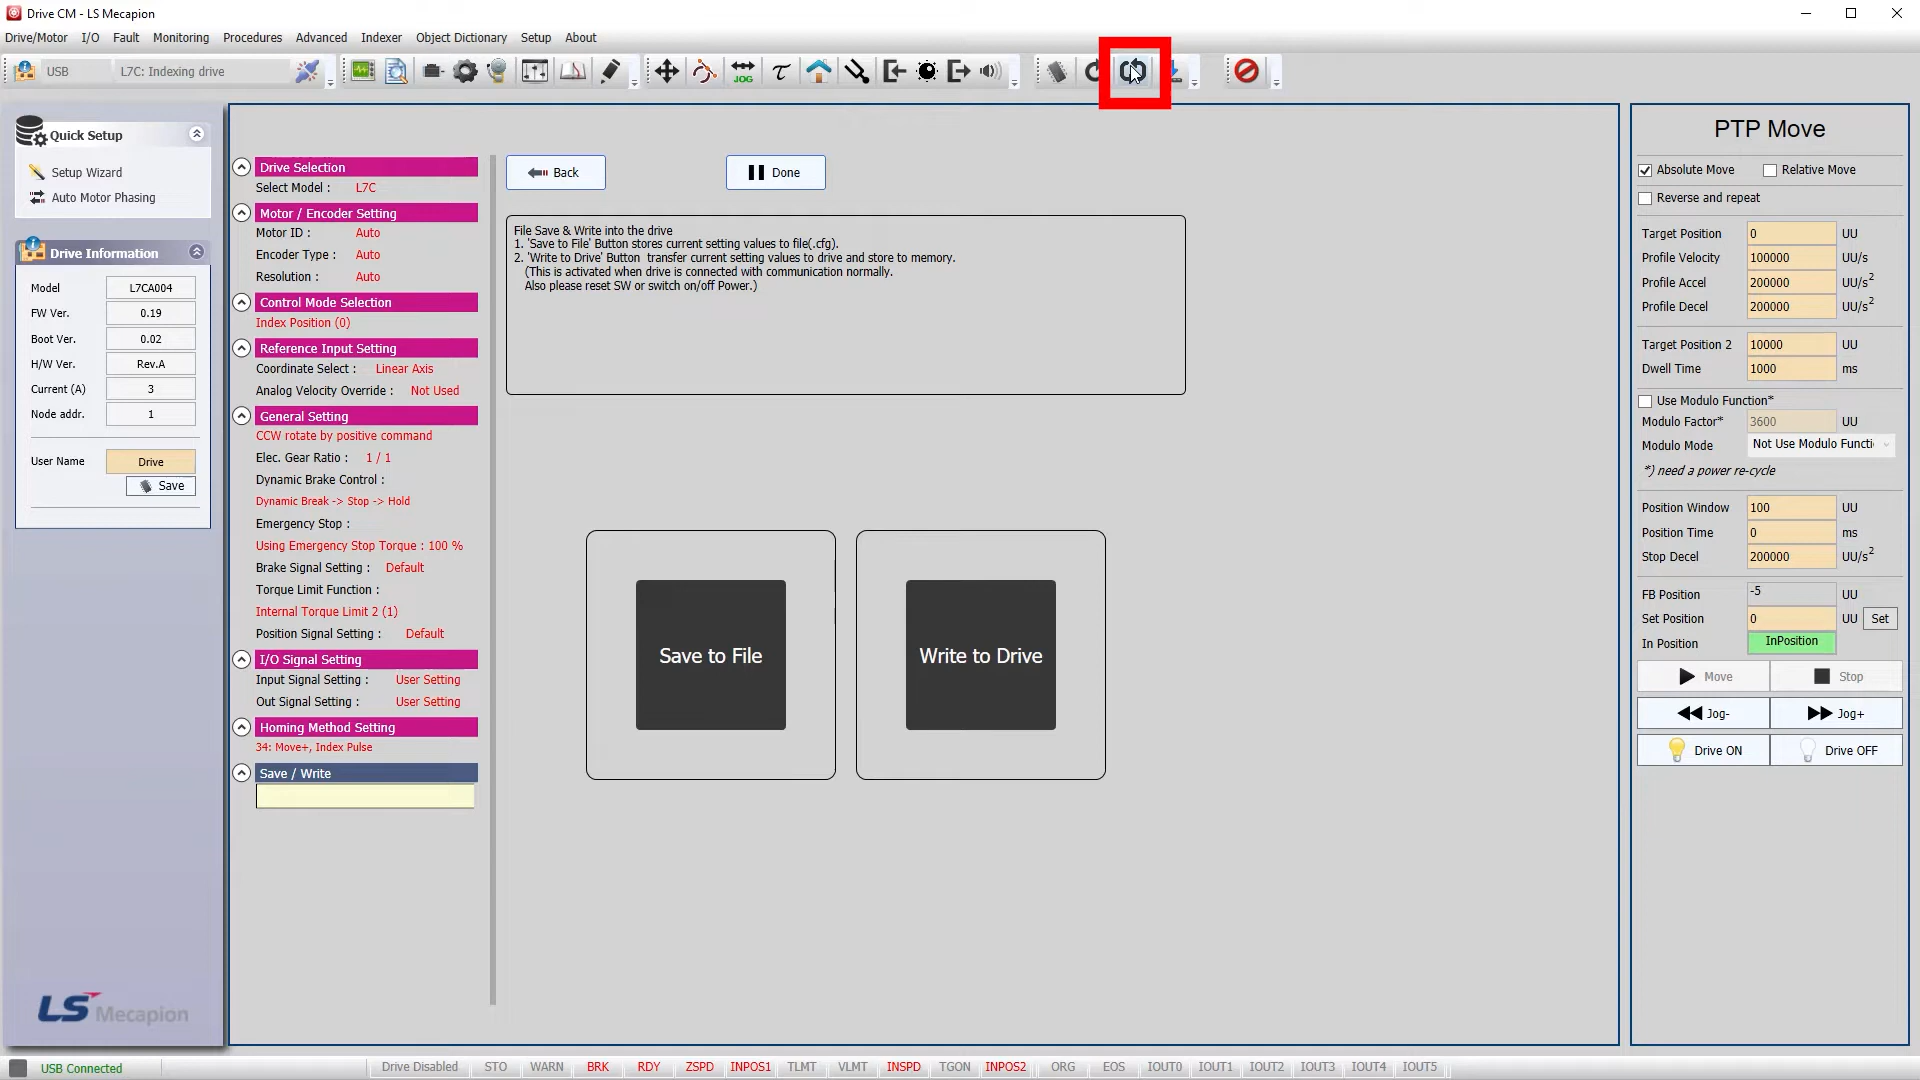 Drive CM - LS Mecapion
Drive/Motor I/O Fault Monitoring Procedures Advanced Indexer Object Dictionary Setup About
USB L7C: Indexing drive
JOG
Quick Setup
Setup Wizard
Auto Motor Phasing
Drive Information
Model L7CA004
FW Ver. 0.19
Boot Ver. 0.02
H/W Ver. Rev.A
Current (A) 3
Node addr. 1
User Name Drive
Save
LS Mecapion
Drive Selection
Select Model : L7C
Motor / Encoder Setting
Motor ID : Auto
Encoder Type : Auto
Resolution : Auto
Control Mode Selection
Index Position (0)
Reference Input Setting
Coordinate Select : Linear Axis
Analog Velocity Override : Not Used
General Setting
CCW rotate by positive command
Elec. Gear Ratio : 1 / 1
Dynamic Brake Control :
Dynamic Break -> Stop -> Hold
Emergency Stop :
Using Emergency Stop Torque : 100 %
Brake Signal Setting : Default
Torque Limit Function :
Internal Torque Limit 2 (1)
Position Signal Setting : Default
I/O Signal Setting
Input Signal Setting : User Setting
Out Signal Setting : User Setting
Homing Method Setting
34: Move+, Index Pulse
Save / Write
Back Done
File Save & Write into the drive
1. 'Save to File' Button stores current setting values to file(.cfg).
2. 'Write to Drive' Button transfer current setting values to drive and store to memory.
(This is activated when drive is connected with communication normally.
Also please reset SW or switch on/off Power.)
Save to File
Write to Drive
PTP Move
Absolute Move Relative Move
Reverse and repeat
Target Position 0 UU
Profile Velocity 100000 UU/s
Profile Accel 200000 UU/s2
Profile Decel 200000 UU/s2
Target Position 2 10000 UU
Dwell Time 1000 ms
Use Modulo Function*
Modulo Factor* 3600 UU
Modulo Mode Not Use Modulo Functi
*) need a power re-cycle
Position Window 100 UU
Position Time 0 ms
Stop Decel 200000 UU/s2
FB Position -5 UU
Set Position 0 UU Set
In Position InPosition
Move Stop
Jog- Jog+
Drive ON Drive OFF
USB Connected Drive Disabled STO WARN BRK RDY ZSPD INPOS1 TLMT VLMT INSPD TGON INPOS2 ORG EOS IOUT0 IOUT1 IOUT2 IOUT3 IOUT4 IOUT5